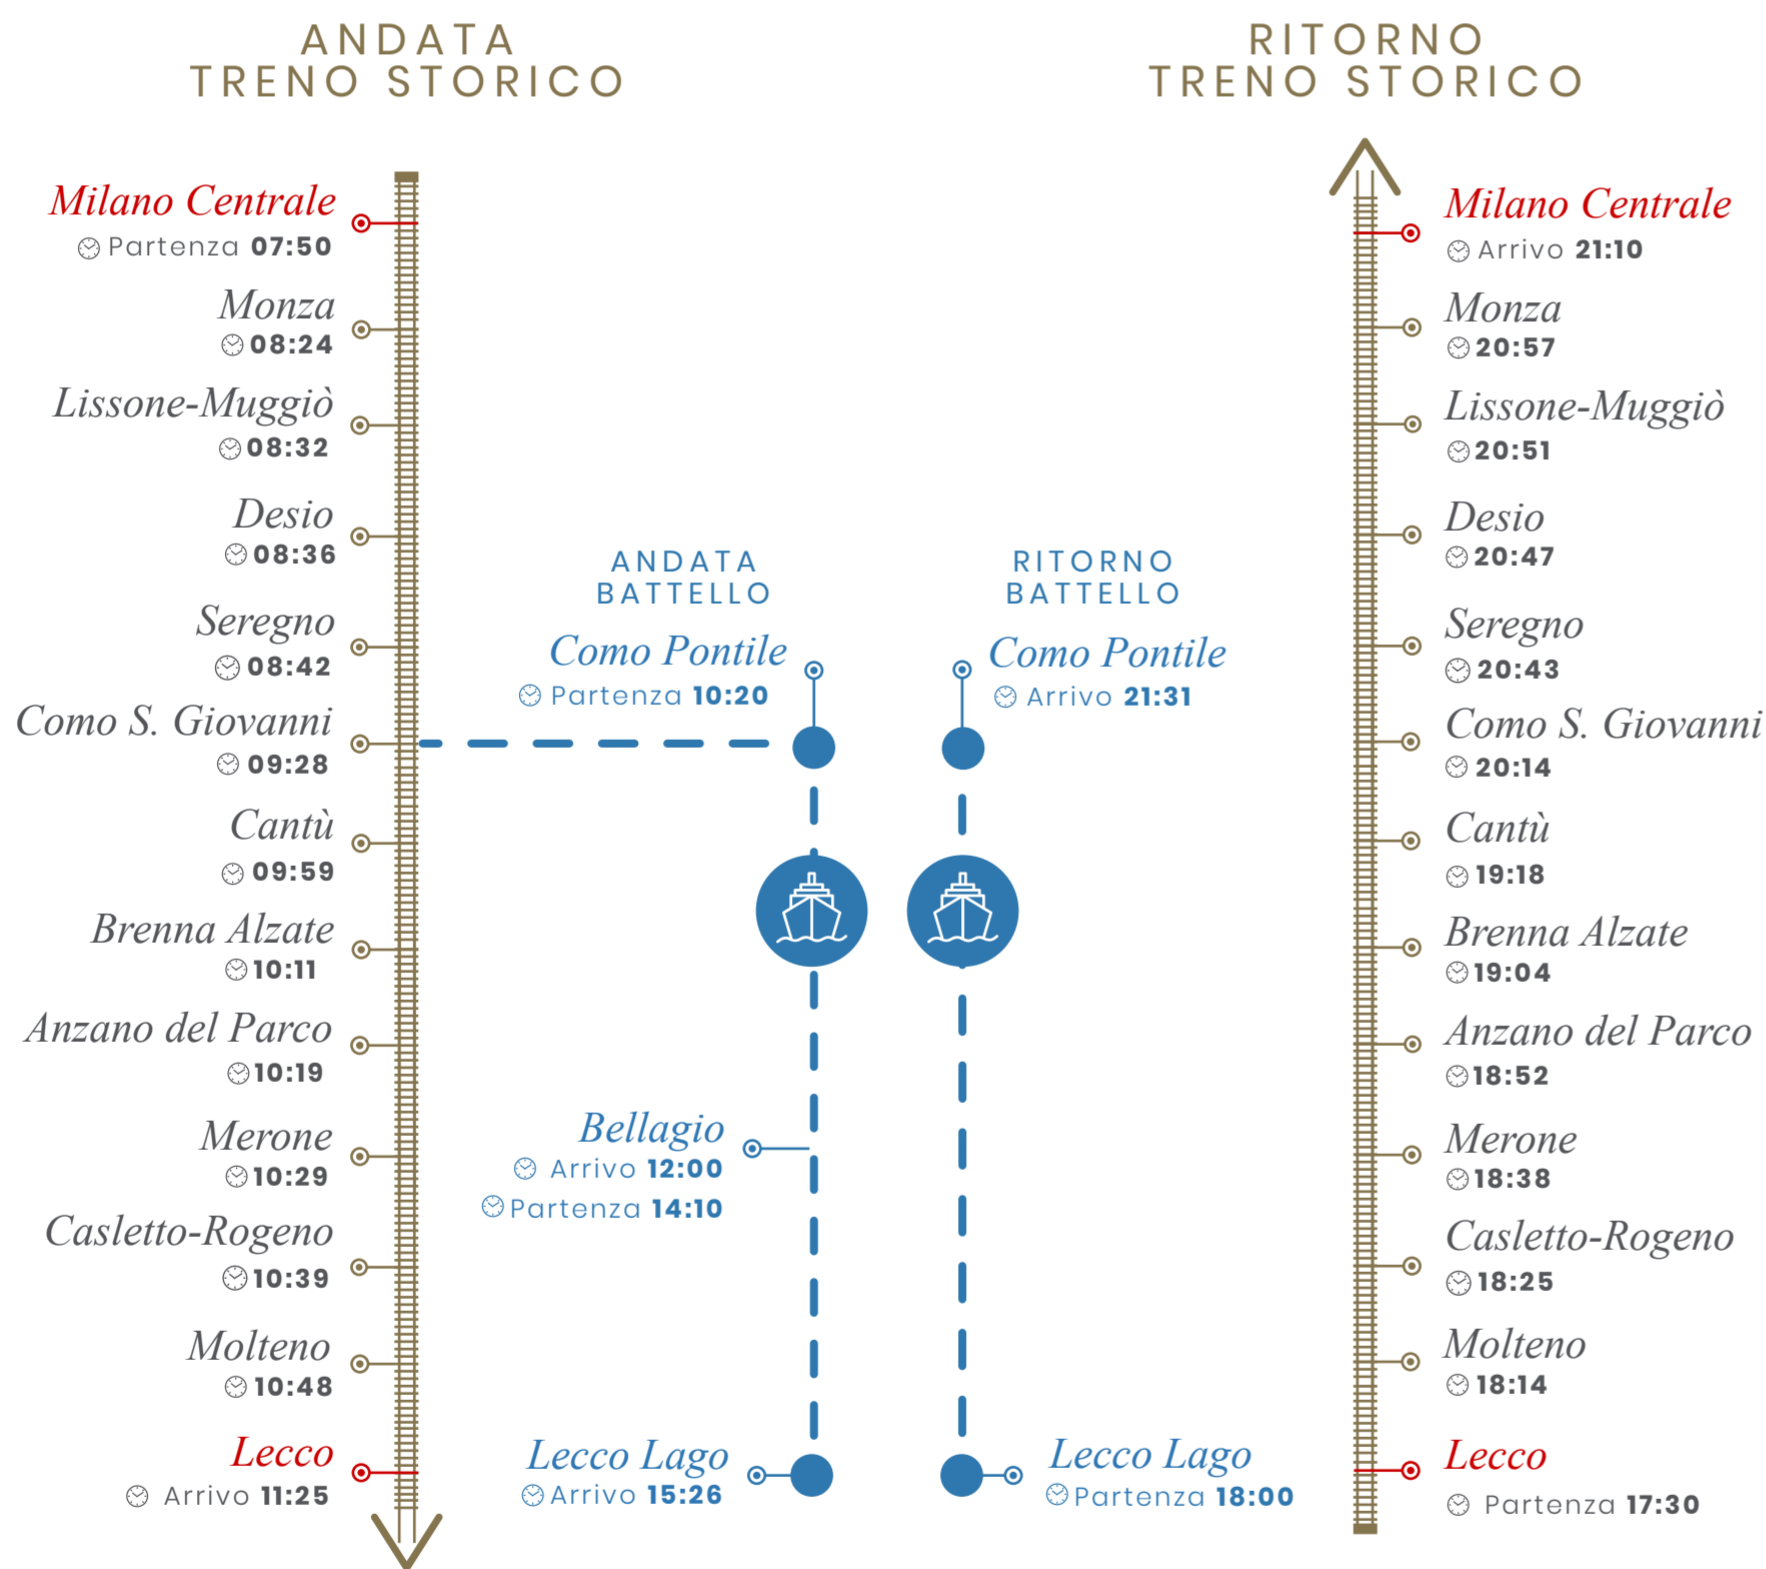 ANDATA
TRENO STORICO
Milano Centrale
Partenza 07:50
Monza
08:24
Lissone-Muggiò
08:32
Desio
08:36
Seregno
08:42
Como S. Giovanni
09:28
Cantù
09:59
Brenna Alzate
10:11
Anzano del Parco
10:19
Merone
10:29
Casletto-Rogeno
10:39
Molteno
10:48
Lecco
Arrivo 11:25
ANDATA
BATTELLO
Como Pontile
Partenza 10:20
Bellagio
Arrivo 12:00
Partenza 14:10
Lecco Lago
Arrivo 15:26
RITORNO
BATTELLO
Como Pontile
Arrivo 21:31
Lecco Lago
Partenza 18:00
RITORNO
TRENO STORICO
Milano Centrale
Arrivo 21:10
Monza
20:57
Lissone-Muggiò
20:51
Desio
20:47
Seregno
20:43
Como S. Giovanni
20:14
Cantù
19:18
Brenna Alzate
19:04
Anzano del Parco
18:52
Merone
18:38
Casletto-Rogeno
18:25
Molteno
18:14
Lecco
Partenza 17:30